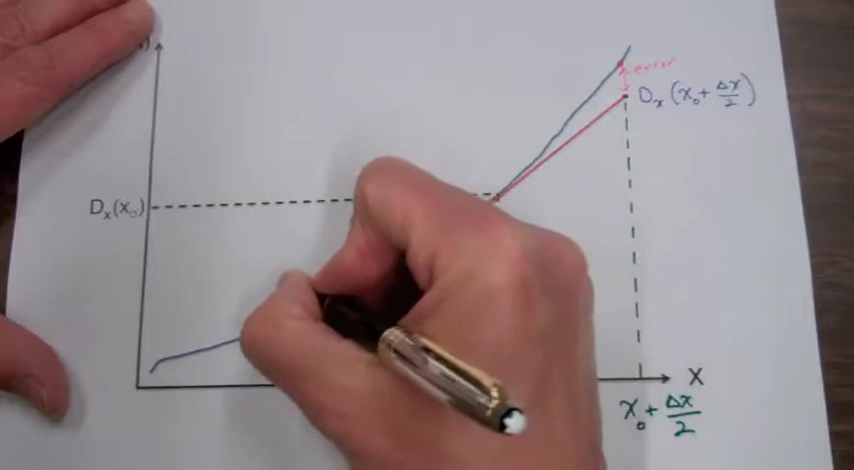 error
Dₓ(x₀ + Δx/2)
Dₓ(x₀)
X
x₀ + Δx/2